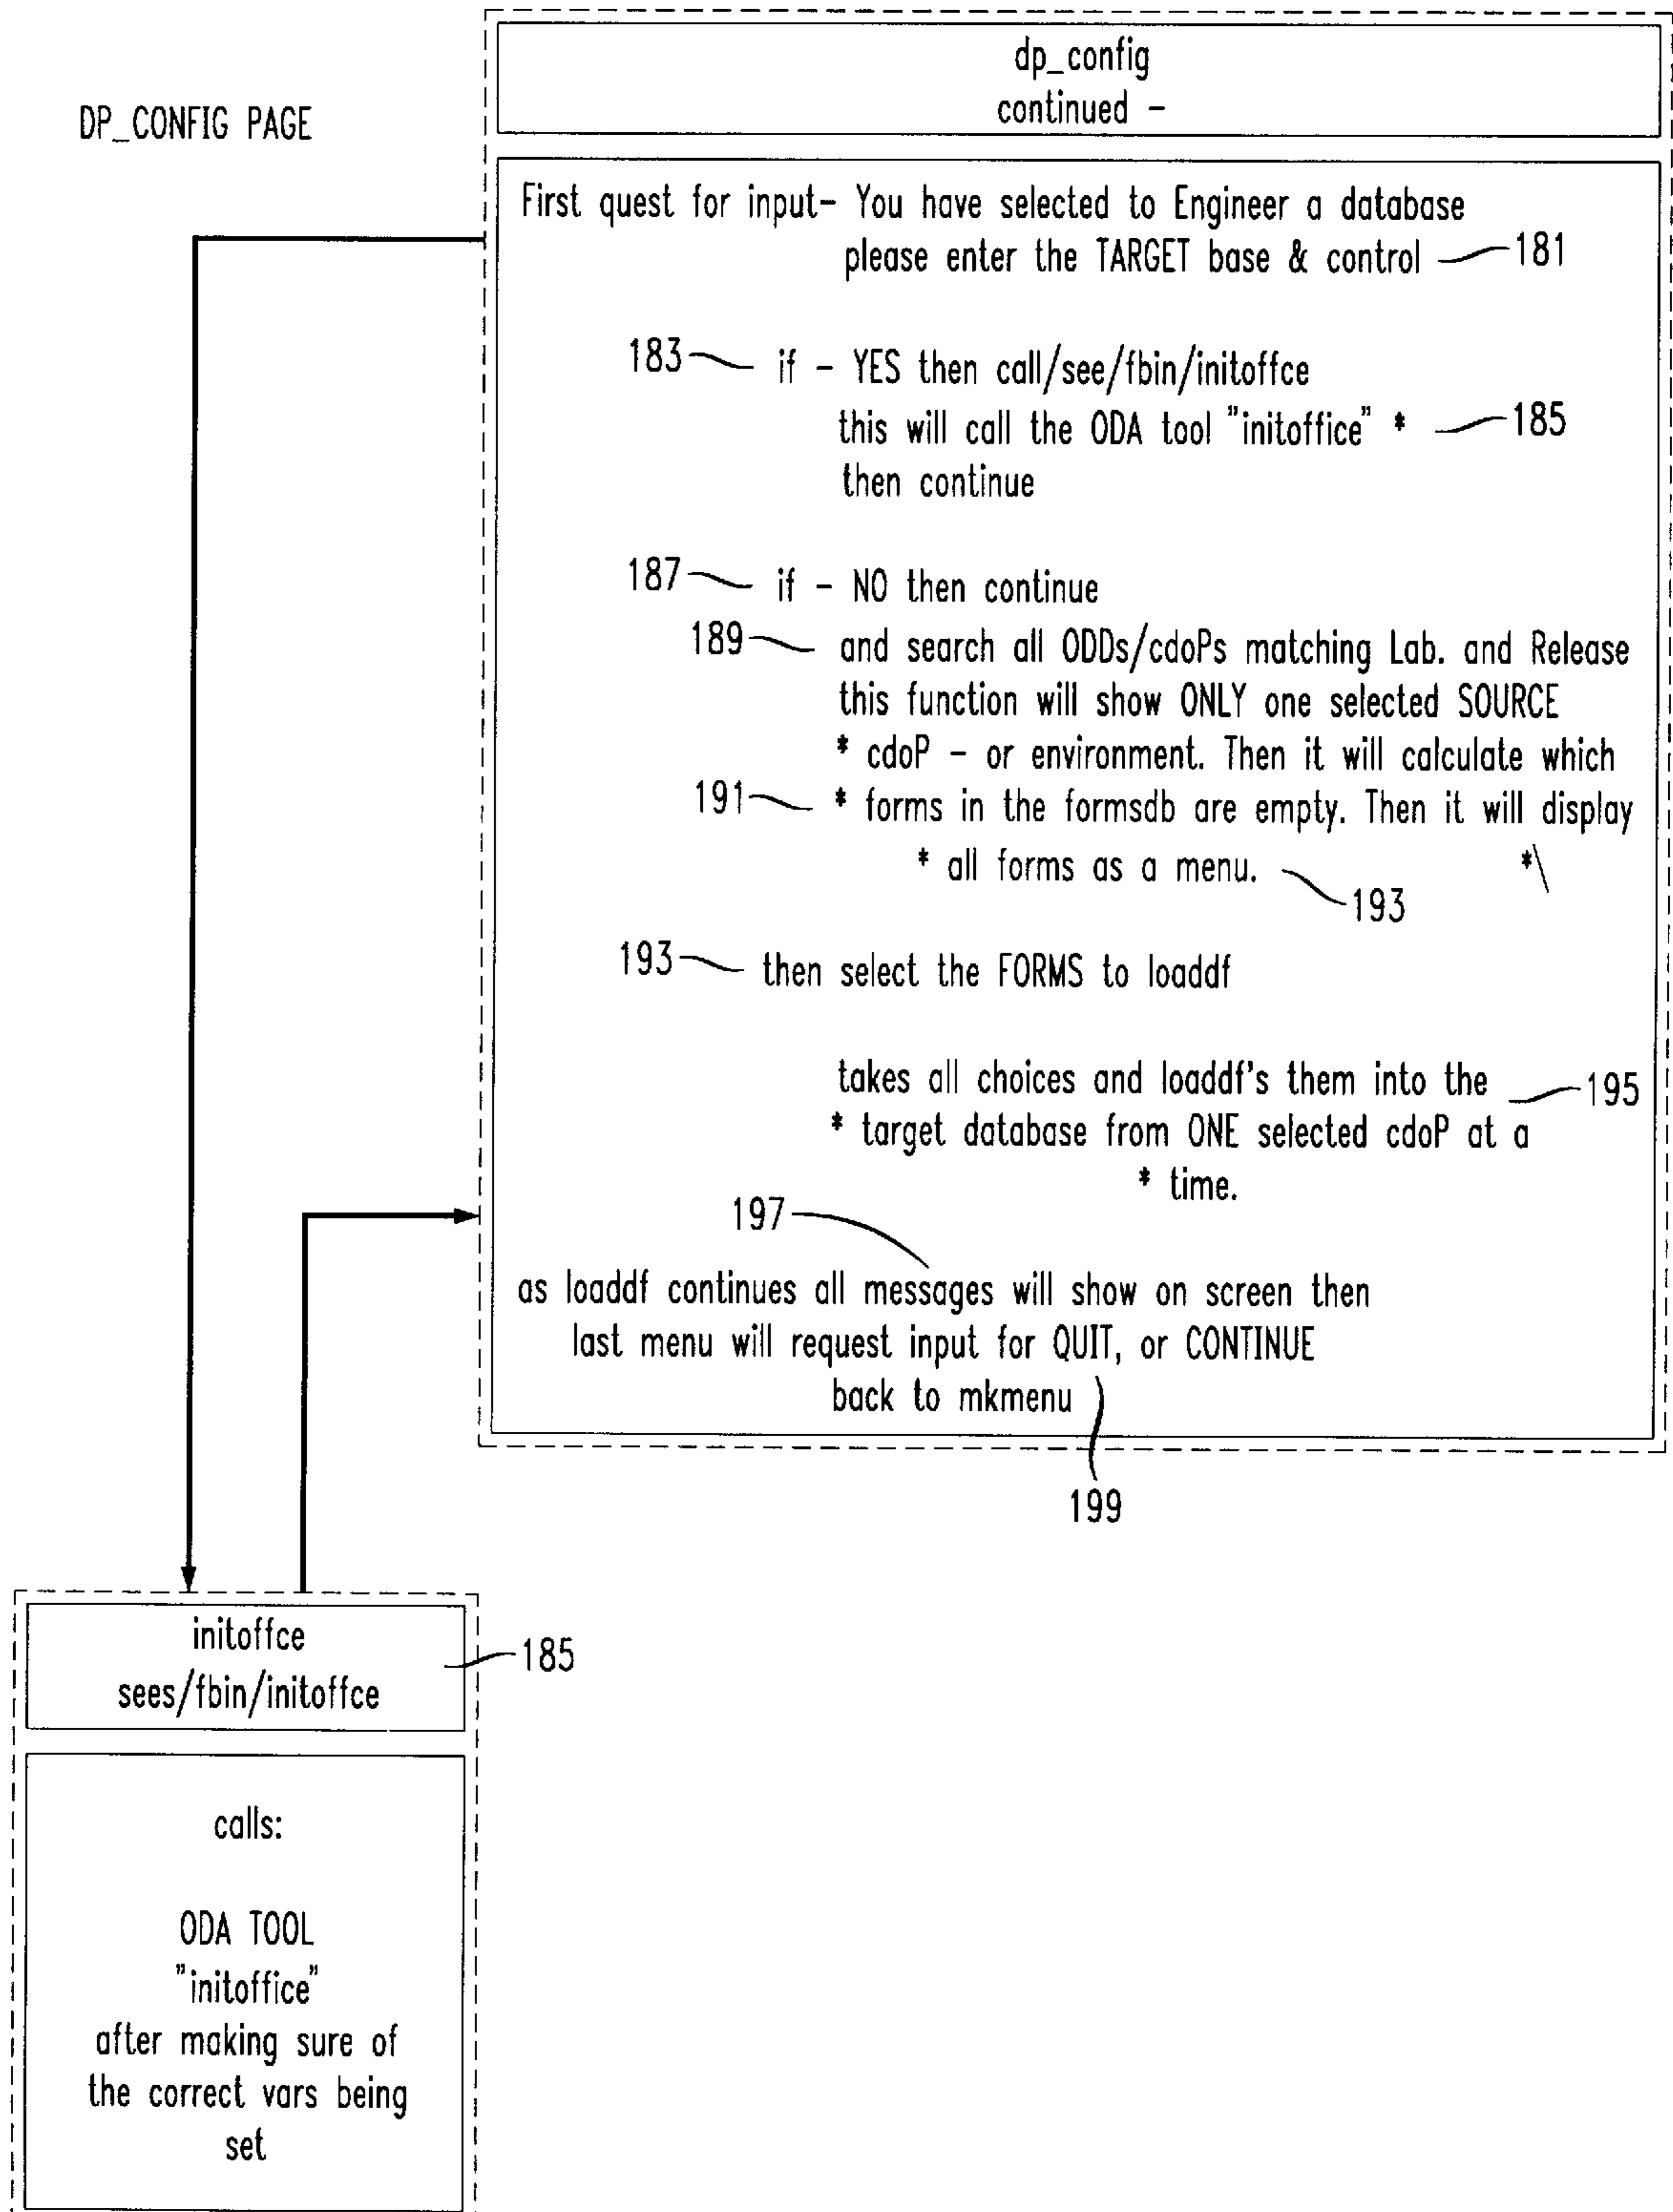 dp_config
continued -
DP_CONFIG PAGE
First quest for input- You have selected to Engineer a database
please enter the TARGET base & control 181
183 if - YES then call/see/fbin/initoffce
this will call the ODA tool "initoffice" * 185
then continue
187 if - NO then continue
189 and search all ODDs/cdoPs matching Lab. and Release
this function will show ONLY one selected SOURCE
* cdoP - or environment. Then it will calculate which
191 * forms in the formsdb are empty. Then it will display
* all forms as a menu. *\
193
193 then select the FORMS to loaddf
takes all choices and loaddf's them into the 195
* target database from ONE selected cdoP at a
* time.
197
as loaddf continues all messages will show on screen then
last menu will request input for QUIT, or CONTINUE
back to mkmenu
199
initoffce
sees/fbin/initoffce
185
calls:
ODA TOOL
"initoffice"
after making sure of
the correct vars being
set